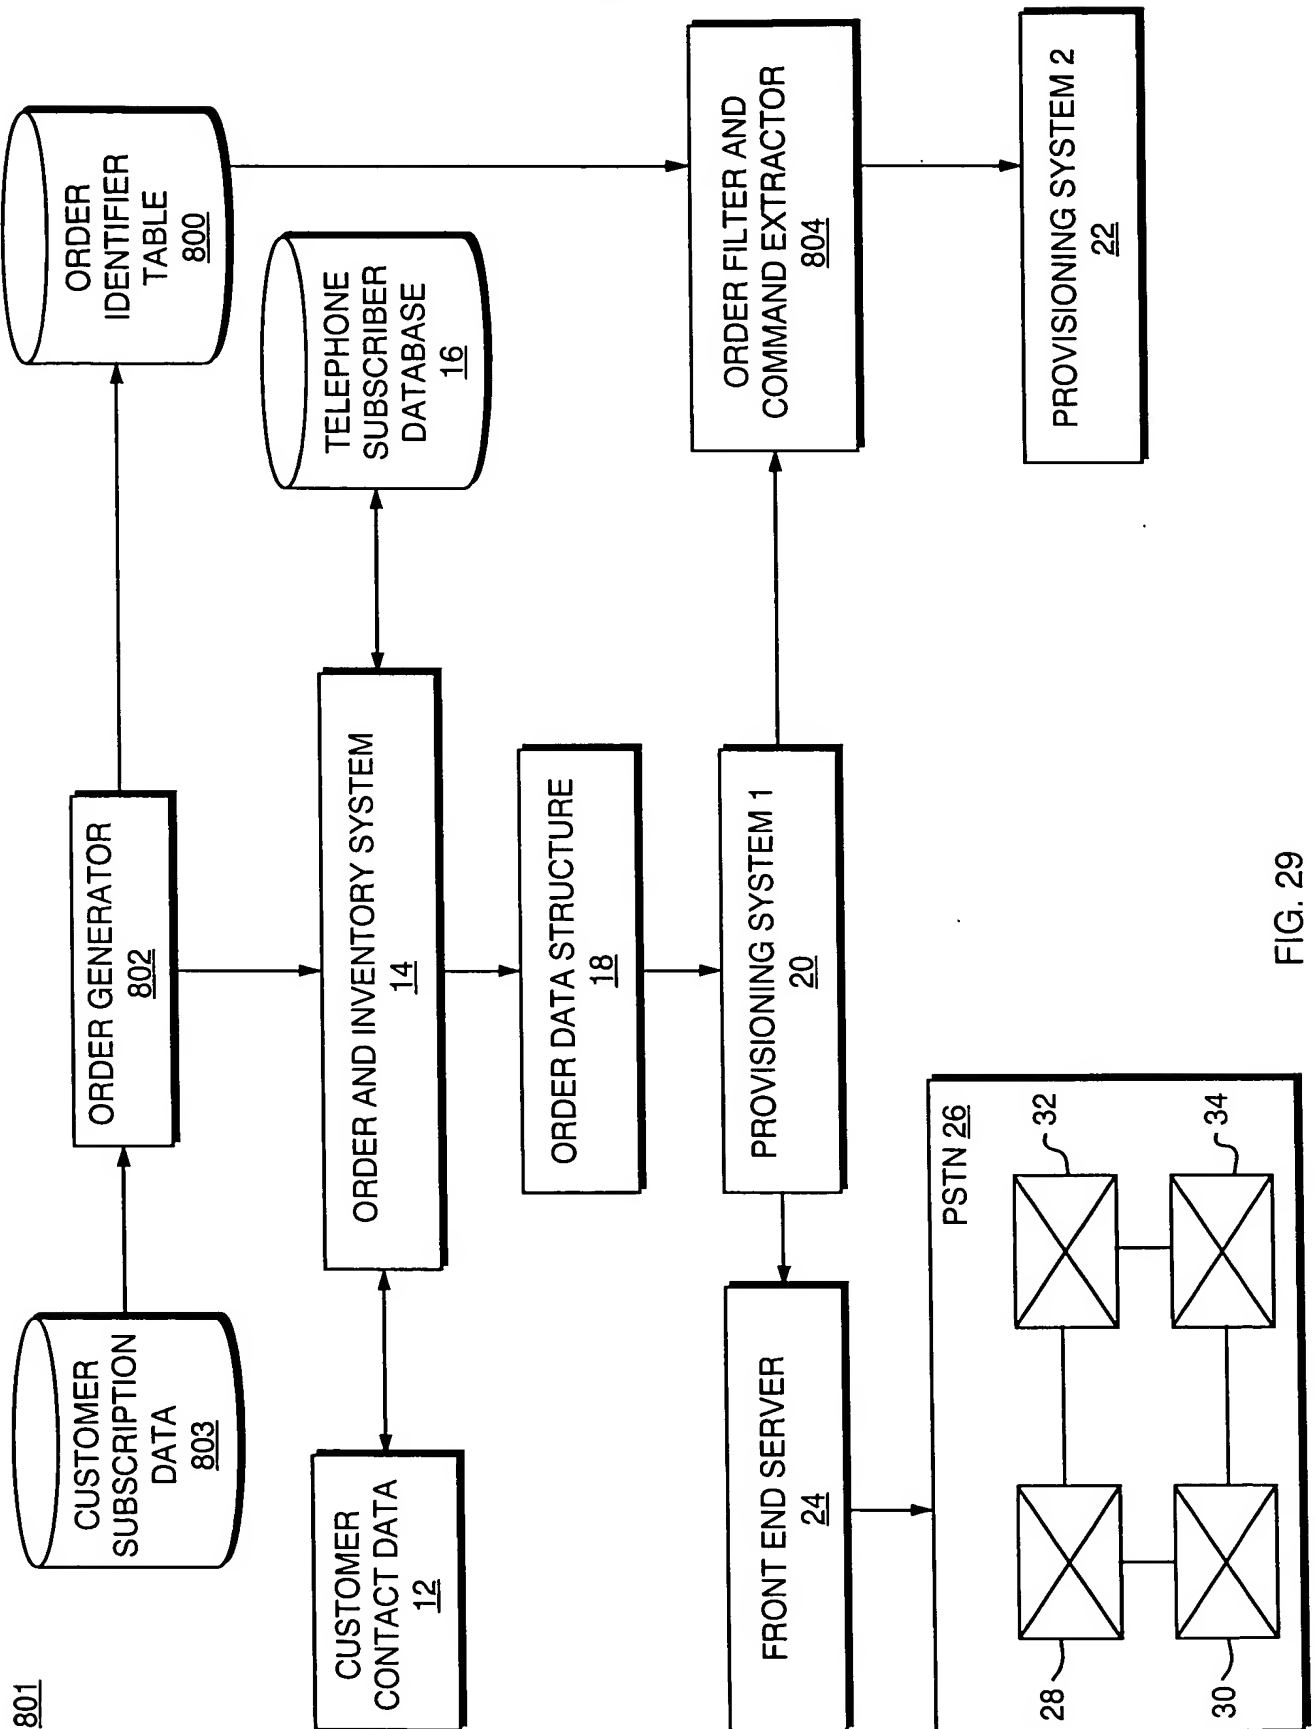 801
CUSTOMER
SUBSCRIPTION
DATA
803
ORDER GENERATOR
802
ORDER
IDENTIFIER
TABLE
800
CUSTOMER
CONTACT DATA
12
ORDER AND INVENTORY SYSTEM
14
TELEPHONE
SUBSCRIBER
DATABASE
16
ORDER DATA STRUCTURE
18
FRONT END SERVER
24
PROVISIONING SYSTEM 1
20
ORDER FILTER AND
COMMAND EXTRACTOR
804
PSTN 26
28
32
30
34
PROVISIONING SYSTEM 2
22
FIG. 29